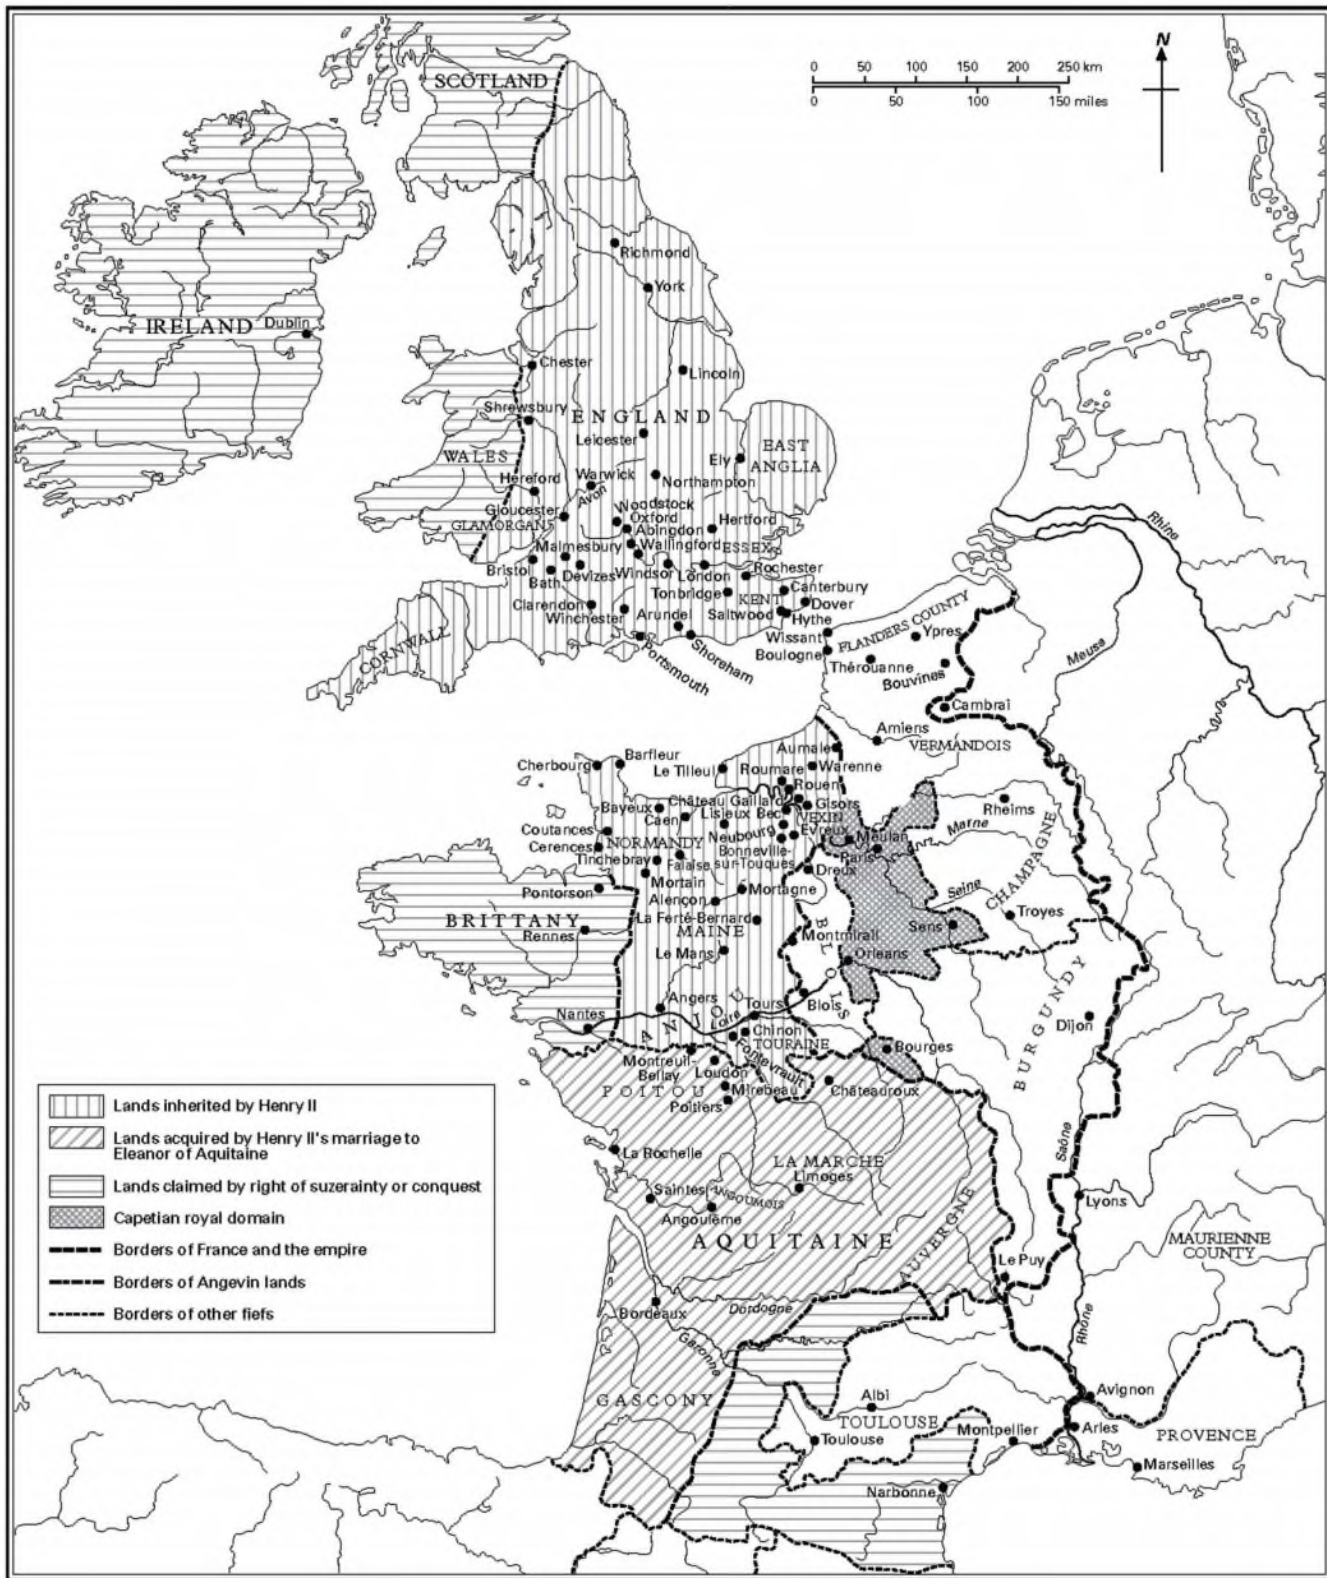 N
0 50 100 150 200 250 km
0 50 100 150 miles
SCOTLAND
Richmond
York
IRELAND
Dublin
Chester
Lincoln
Shrewsbury
ENGLAND
Leicester
EAST
ANGLIA
Ely
WALES
Warwick
Northampton
Hereford
Avon
Woodstock
Gloucester
Oxford
Hertford
GLAMORGAN
Abingdon
Malmesbury
Wallingford
ESSEX
Bristol
Bath
Devizes
Windsor
London
Rochester
Tonbridge
KENT
Canterbury
Clarendon
Winchester
Arundel
Saltwood
Dover
Hythe
CORNWALL
Portsmouth
Shoreham
Wissant
Boulogne
FLANDERS COUNTY
Ypres
Thérouanne
Bouvines
Rhine
Meuse
Cambrai
Amiens
VERMANDOIS
Aumale
Barfleur
Cherbourg
Le Tilleul
Roumare
Warenne
Rouen
Bayeux
Château Gaillard
Gisors
Rheims
Caen
Lisieux
Bec
VEXIN
Marne
Coutances
NORMANDY
Neubourg
Evreux
Meulan
Cerences
Bonneville-
sur-Touques
Paris
Tinchebray
Falaise
Dreux
CHAMPAGNE
Mortain
Mortagne
Seine
Pontorson
Alençon
Troyes
BRITTANY
La Ferté-Bernard
MAINE
Sens
Rennes
Montmirail
Le Mans
Orleans
BLOIS
Angers
Tours
Blois
Nantes
ANJOU
Loire
Chinon
TOURAINE
Dijon
BURGUNDY
Fontevrault
Bourges
Montreuil-
Bellay
Loudon
POITOU
Mirebeau
Châteauroux
Poitiers
Saône
La Rochelle
LA MARCHE
Limoges
Saintes
ANGOUMOIS
Angoulême
Lyons
AQUITAINE
AUVERGNE
MAURIENNE
COUNTY
Le Puy
Bordeaux
Dordogne
Garonne
Rhône
GASCONY
Albi
Avignon
TOULOUSE
Toulouse
Montpellier
Arles
PROVENCE
Marseilles
Narbonne
Lands inherited by Henry II
Lands acquired by Henry II's marriage to
Eleanor of Aquitaine
Lands claimed by right of suzerainty or conquest
Capetian royal domain
Borders of France and the empire
Borders of Angevin lands
Borders of other fiefs